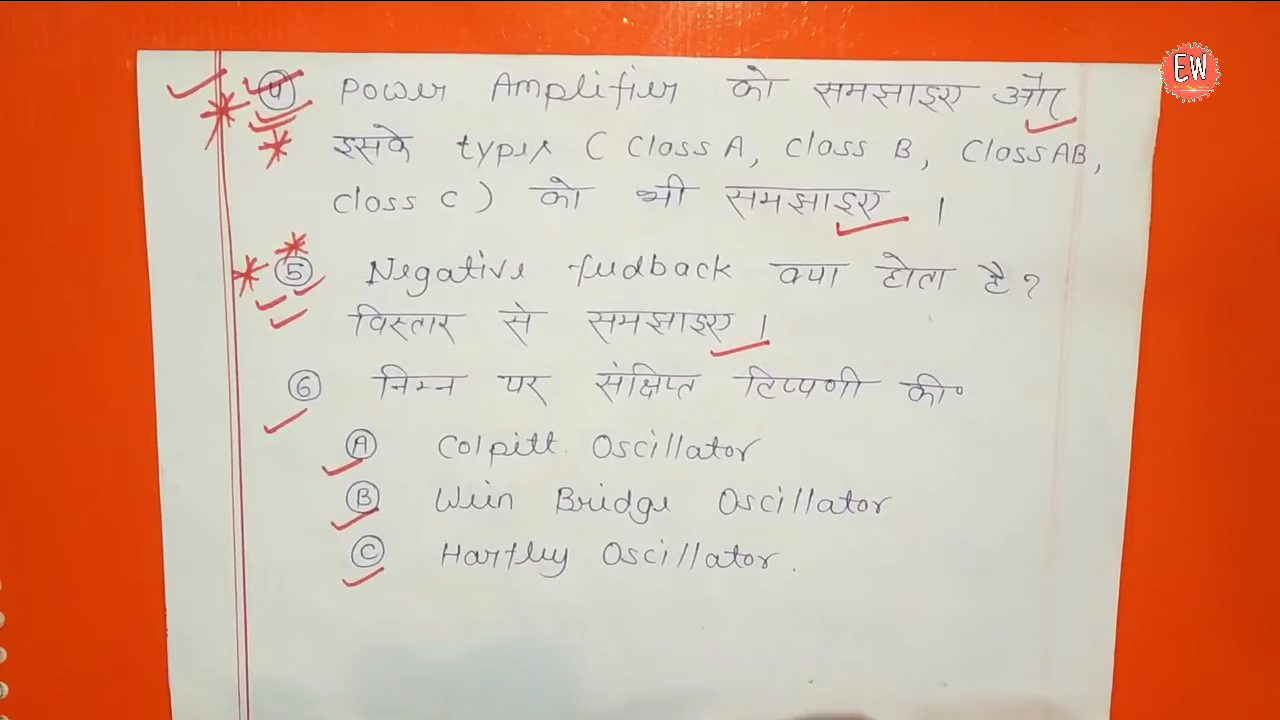 EW
④ Power Amplifier को समझाइए और
इसके types ( Class A, Class B, Class AB,
Class C ) को भी समझाइए ।
⑤ Negative feedback क्या होता है?
विस्तार से समझाइए ।
⑥ निम्न पर संक्षिप्त टिप्पणी की॰
Ⓐ Colpitt Oscillator
Ⓑ Wein Bridge Oscillator
Ⓒ Hartley Oscillator.